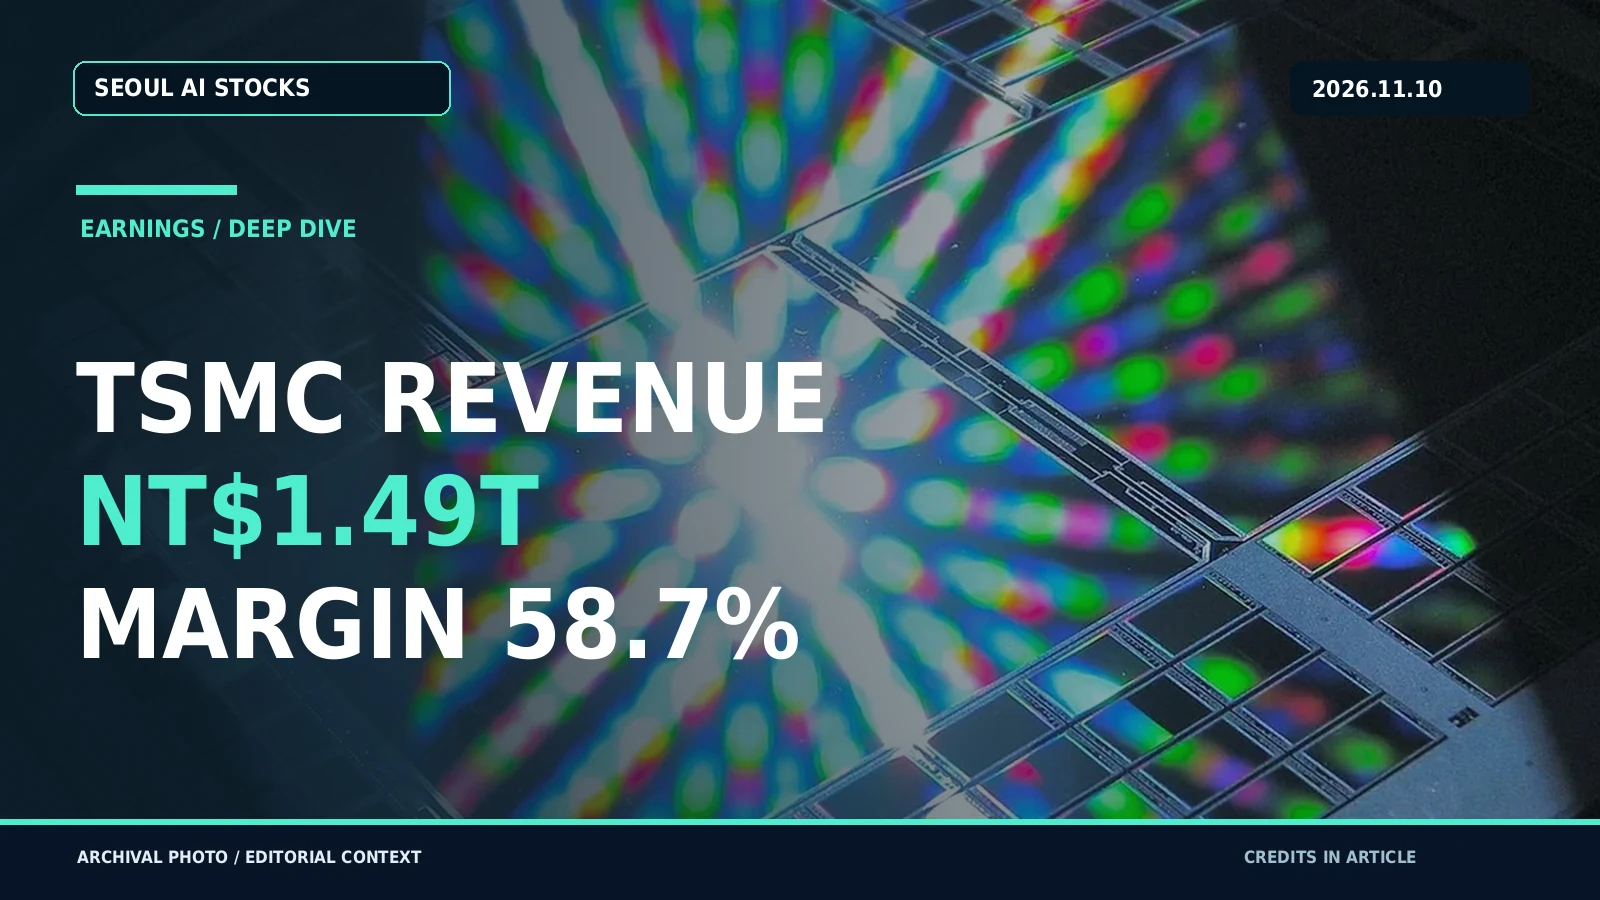 SEOUL AI STOCKS
2026.11.10
EARNINGS / DEEP DIVE
TSMC REVENUE
NT$1.49T
MARGIN 58.7%
ARCHIVAL PHOTO / EDITORIAL CONTEXT
CREDITS IN ARTICLE